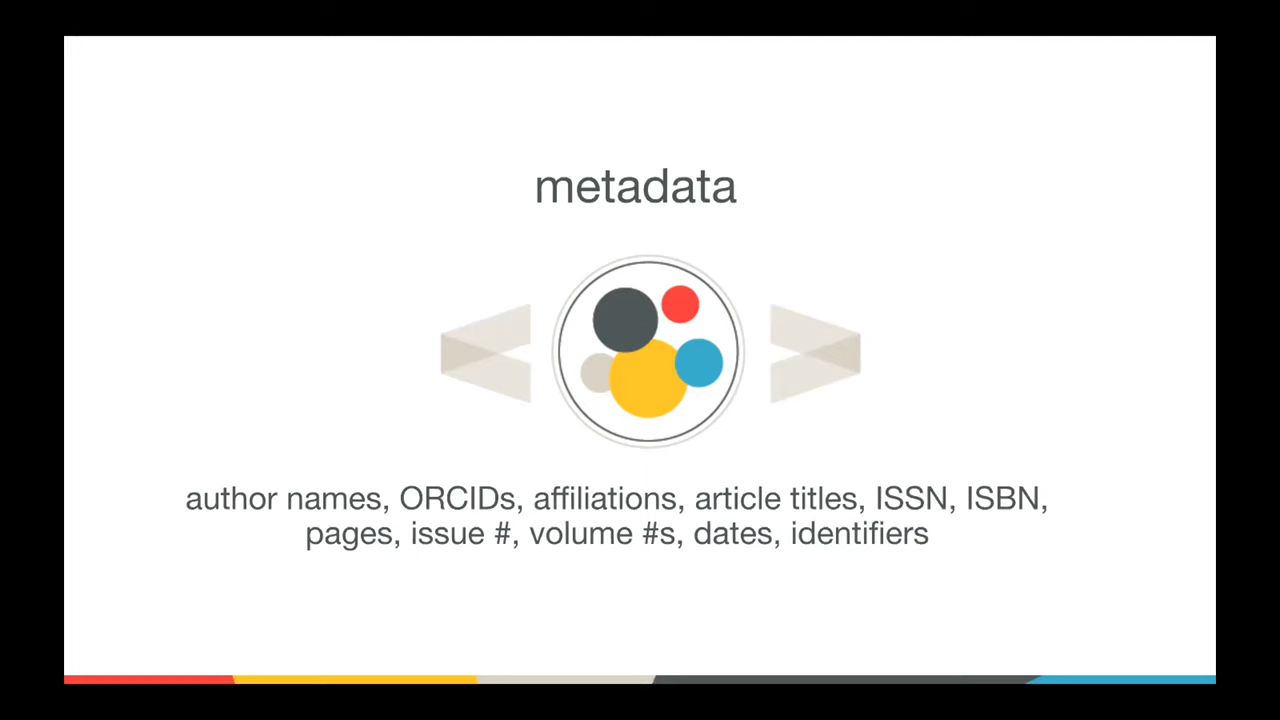 metadata
author names, ORCIDs, affiliations, article titles, ISSN, ISBN,
pages, issue #, volume #s, dates, identifiers